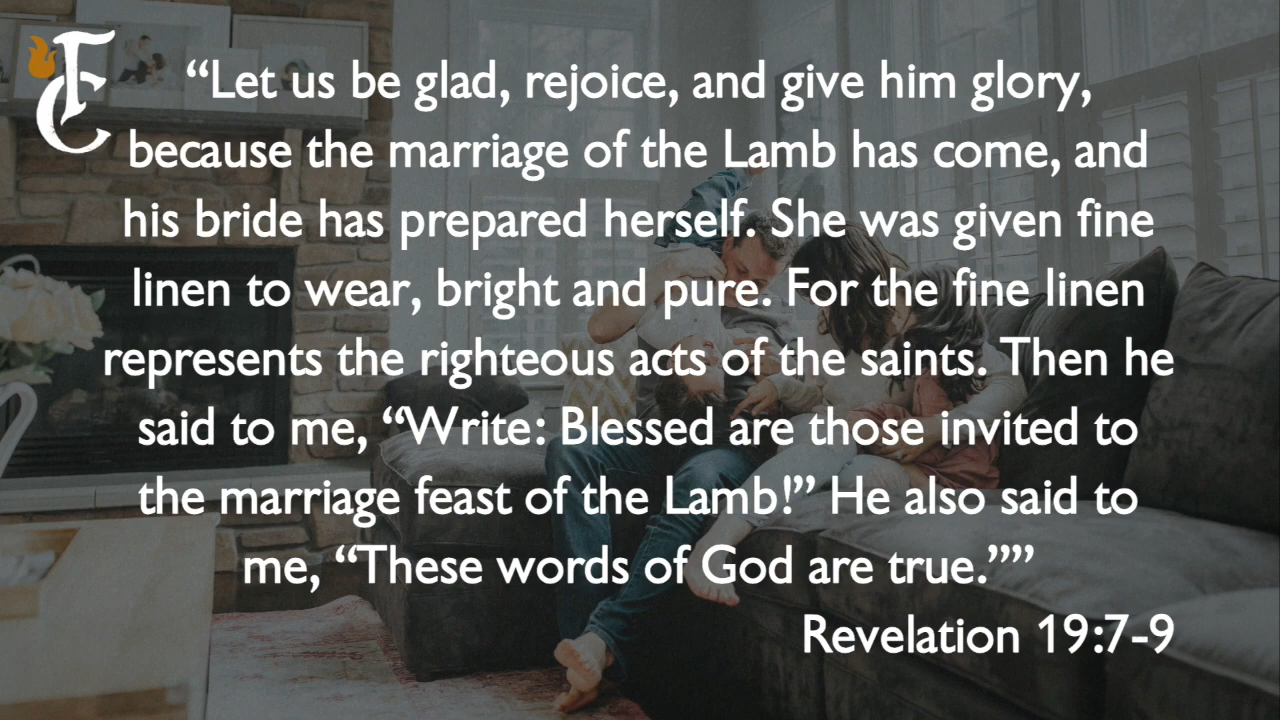 “Let us be glad, rejoice, and give him glory,
because the marriage of the Lamb has come, and
his bride has prepared herself. She was given fine
linen to wear, bright and pure. For the fine linen
represents the righteous acts of the saints. Then he
said to me, “Write: Blessed are those invited to
the marriage feast of the Lamb!” He also said to
me, “These words of God are true.””
Revelation 19:7-9